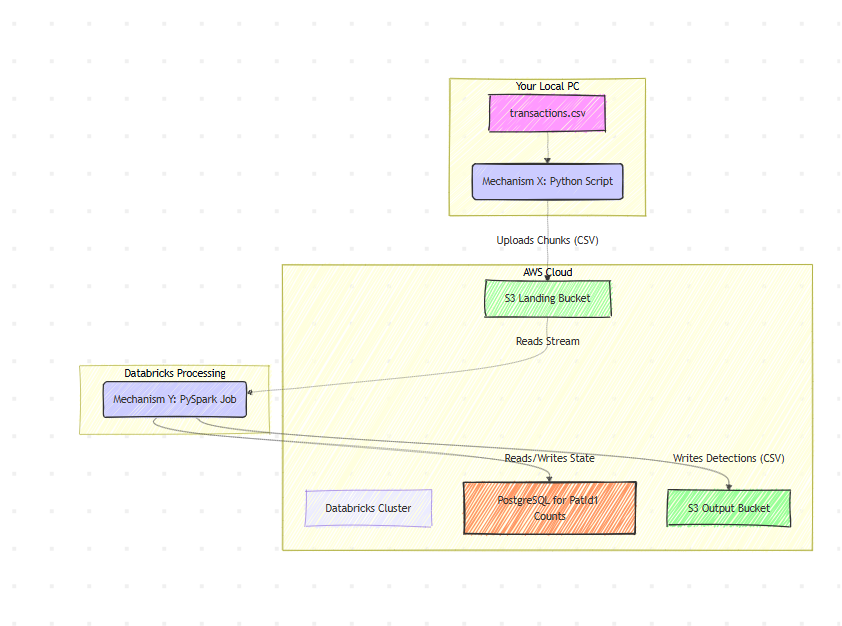 Your Local PC
transactions.csv
Mechanism X: Python Script
Uploads Chunks (CSV)
AWS Cloud
S3 Landing Bucket
Reads Stream
Databricks Processing
Mechanism Y: PySpark Job
Reads/Writes State
Writes Detections (CSV)
Databricks Cluster
PostgreSQL for PatId1
Counts
S3 Output Bucket